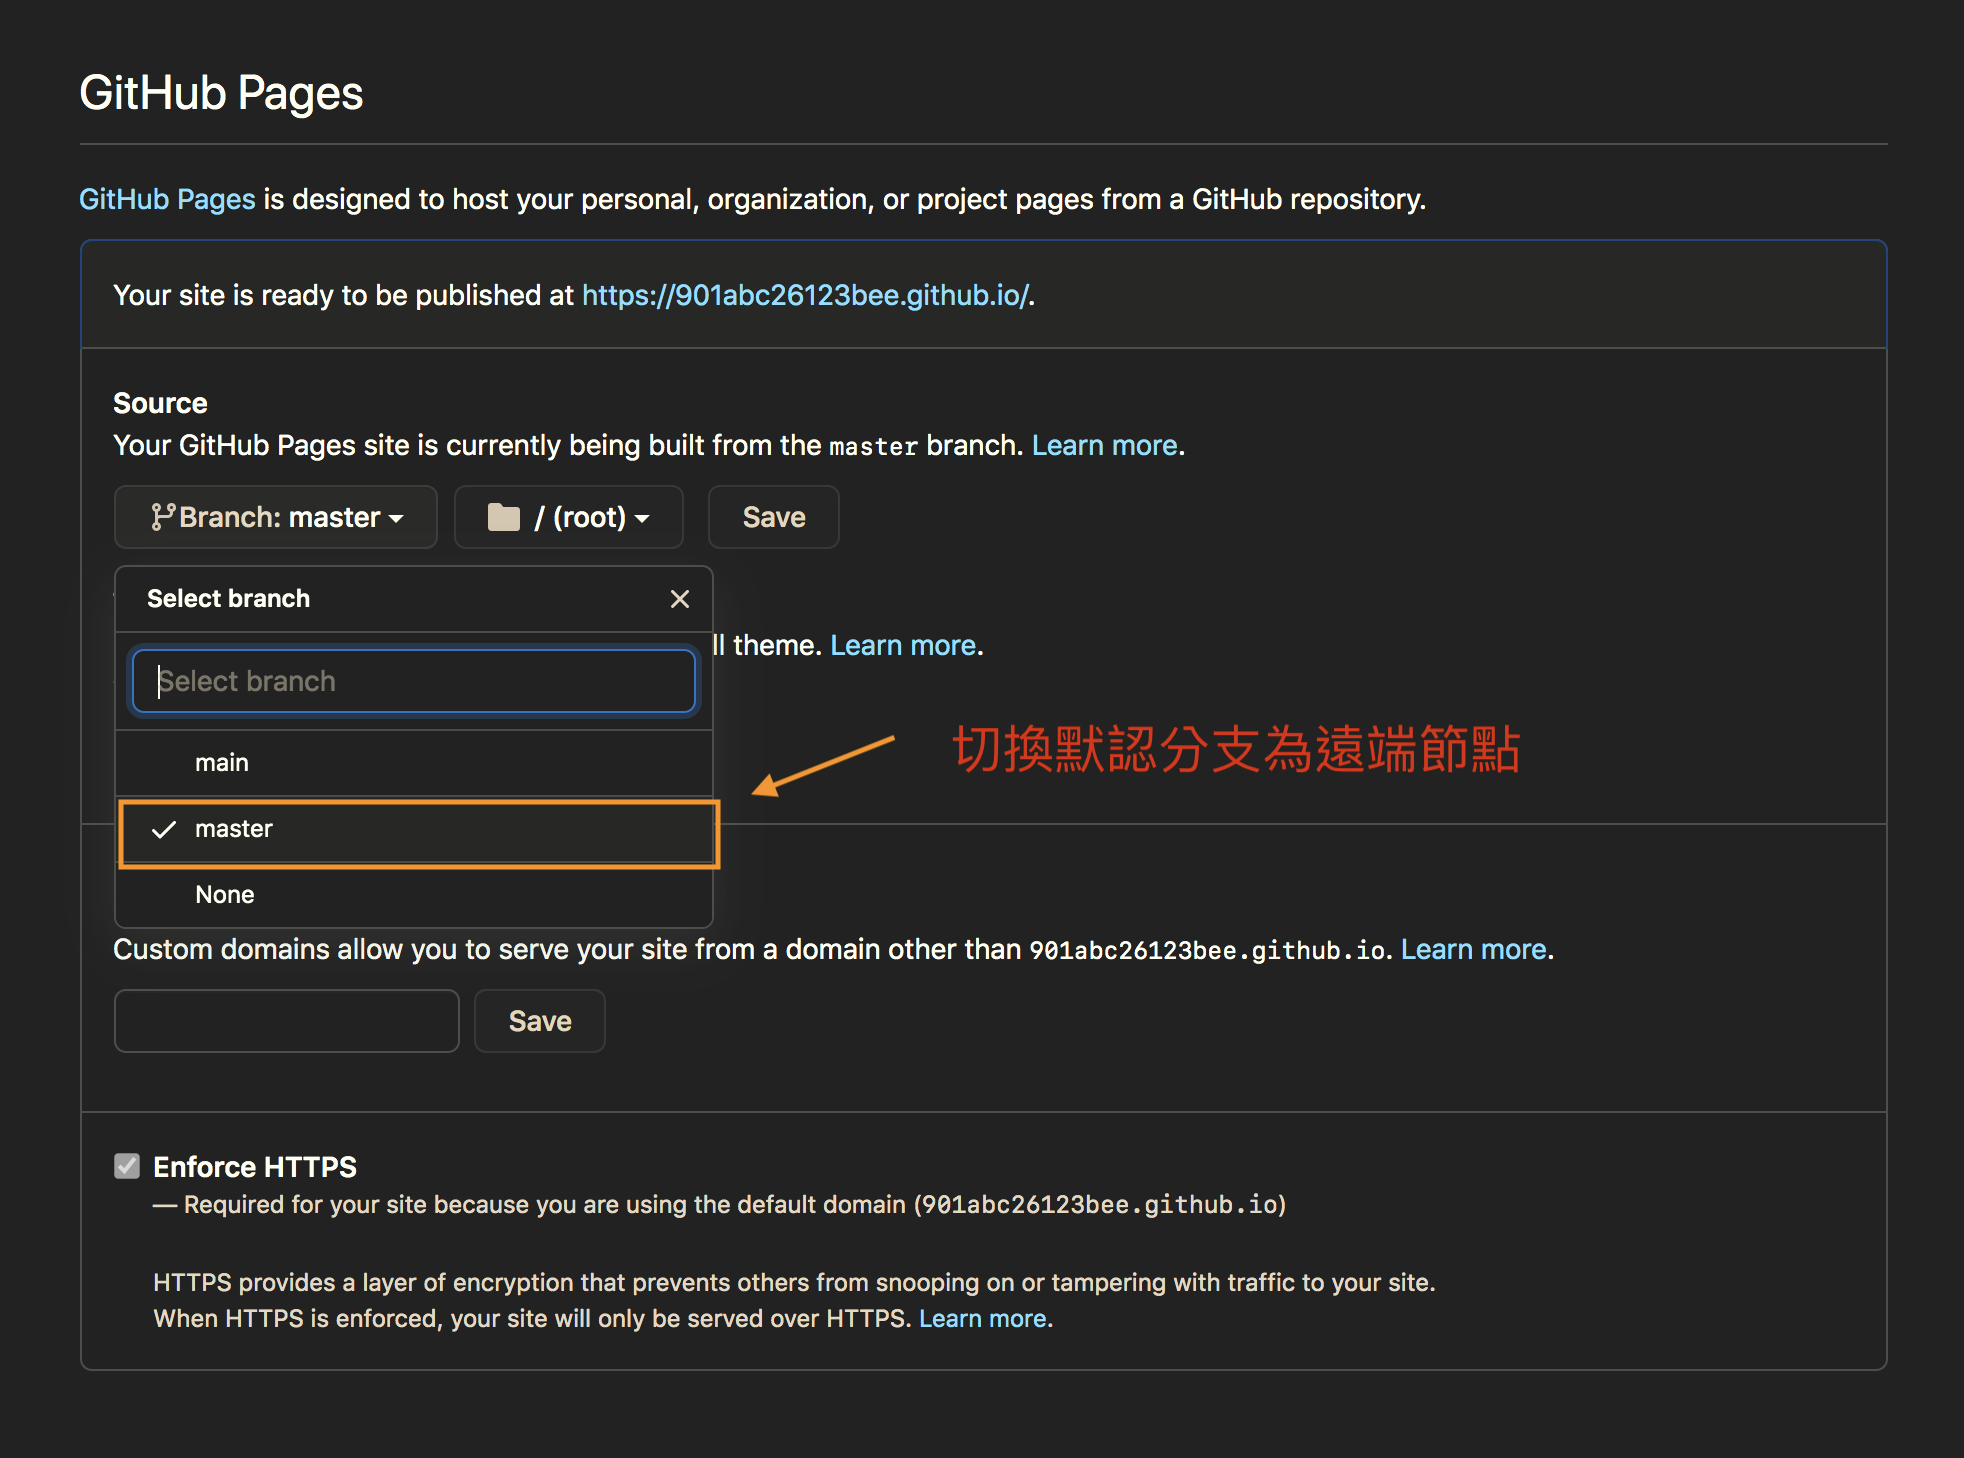 GitHub Pages
GitHub Pages is designed to host your personal, organization, or project pages from a GitHub repository.
Your site is ready to be published at https://901abc26123bee.github.io/.
Source
Your GitHub Pages site is currently being built from the master branch. Learn more.
Branch: master
/ (root)
Save
Select branch
ll theme. Learn more.
Select branch
main
切換默認分支為遠端節點
master
None
Custom domains allow you to serve your site from a domain other than 901abc26123bee.github.io. Learn more.
Save
Enforce HTTPS
— Required for your site because you are using the default domain (901abc26123bee.github.io)
HTTPS provides a layer of encryption that prevents others from snooping on or tampering with traffic to your site.
When HTTPS is enforced, your site will only be served over HTTPS. Learn more.